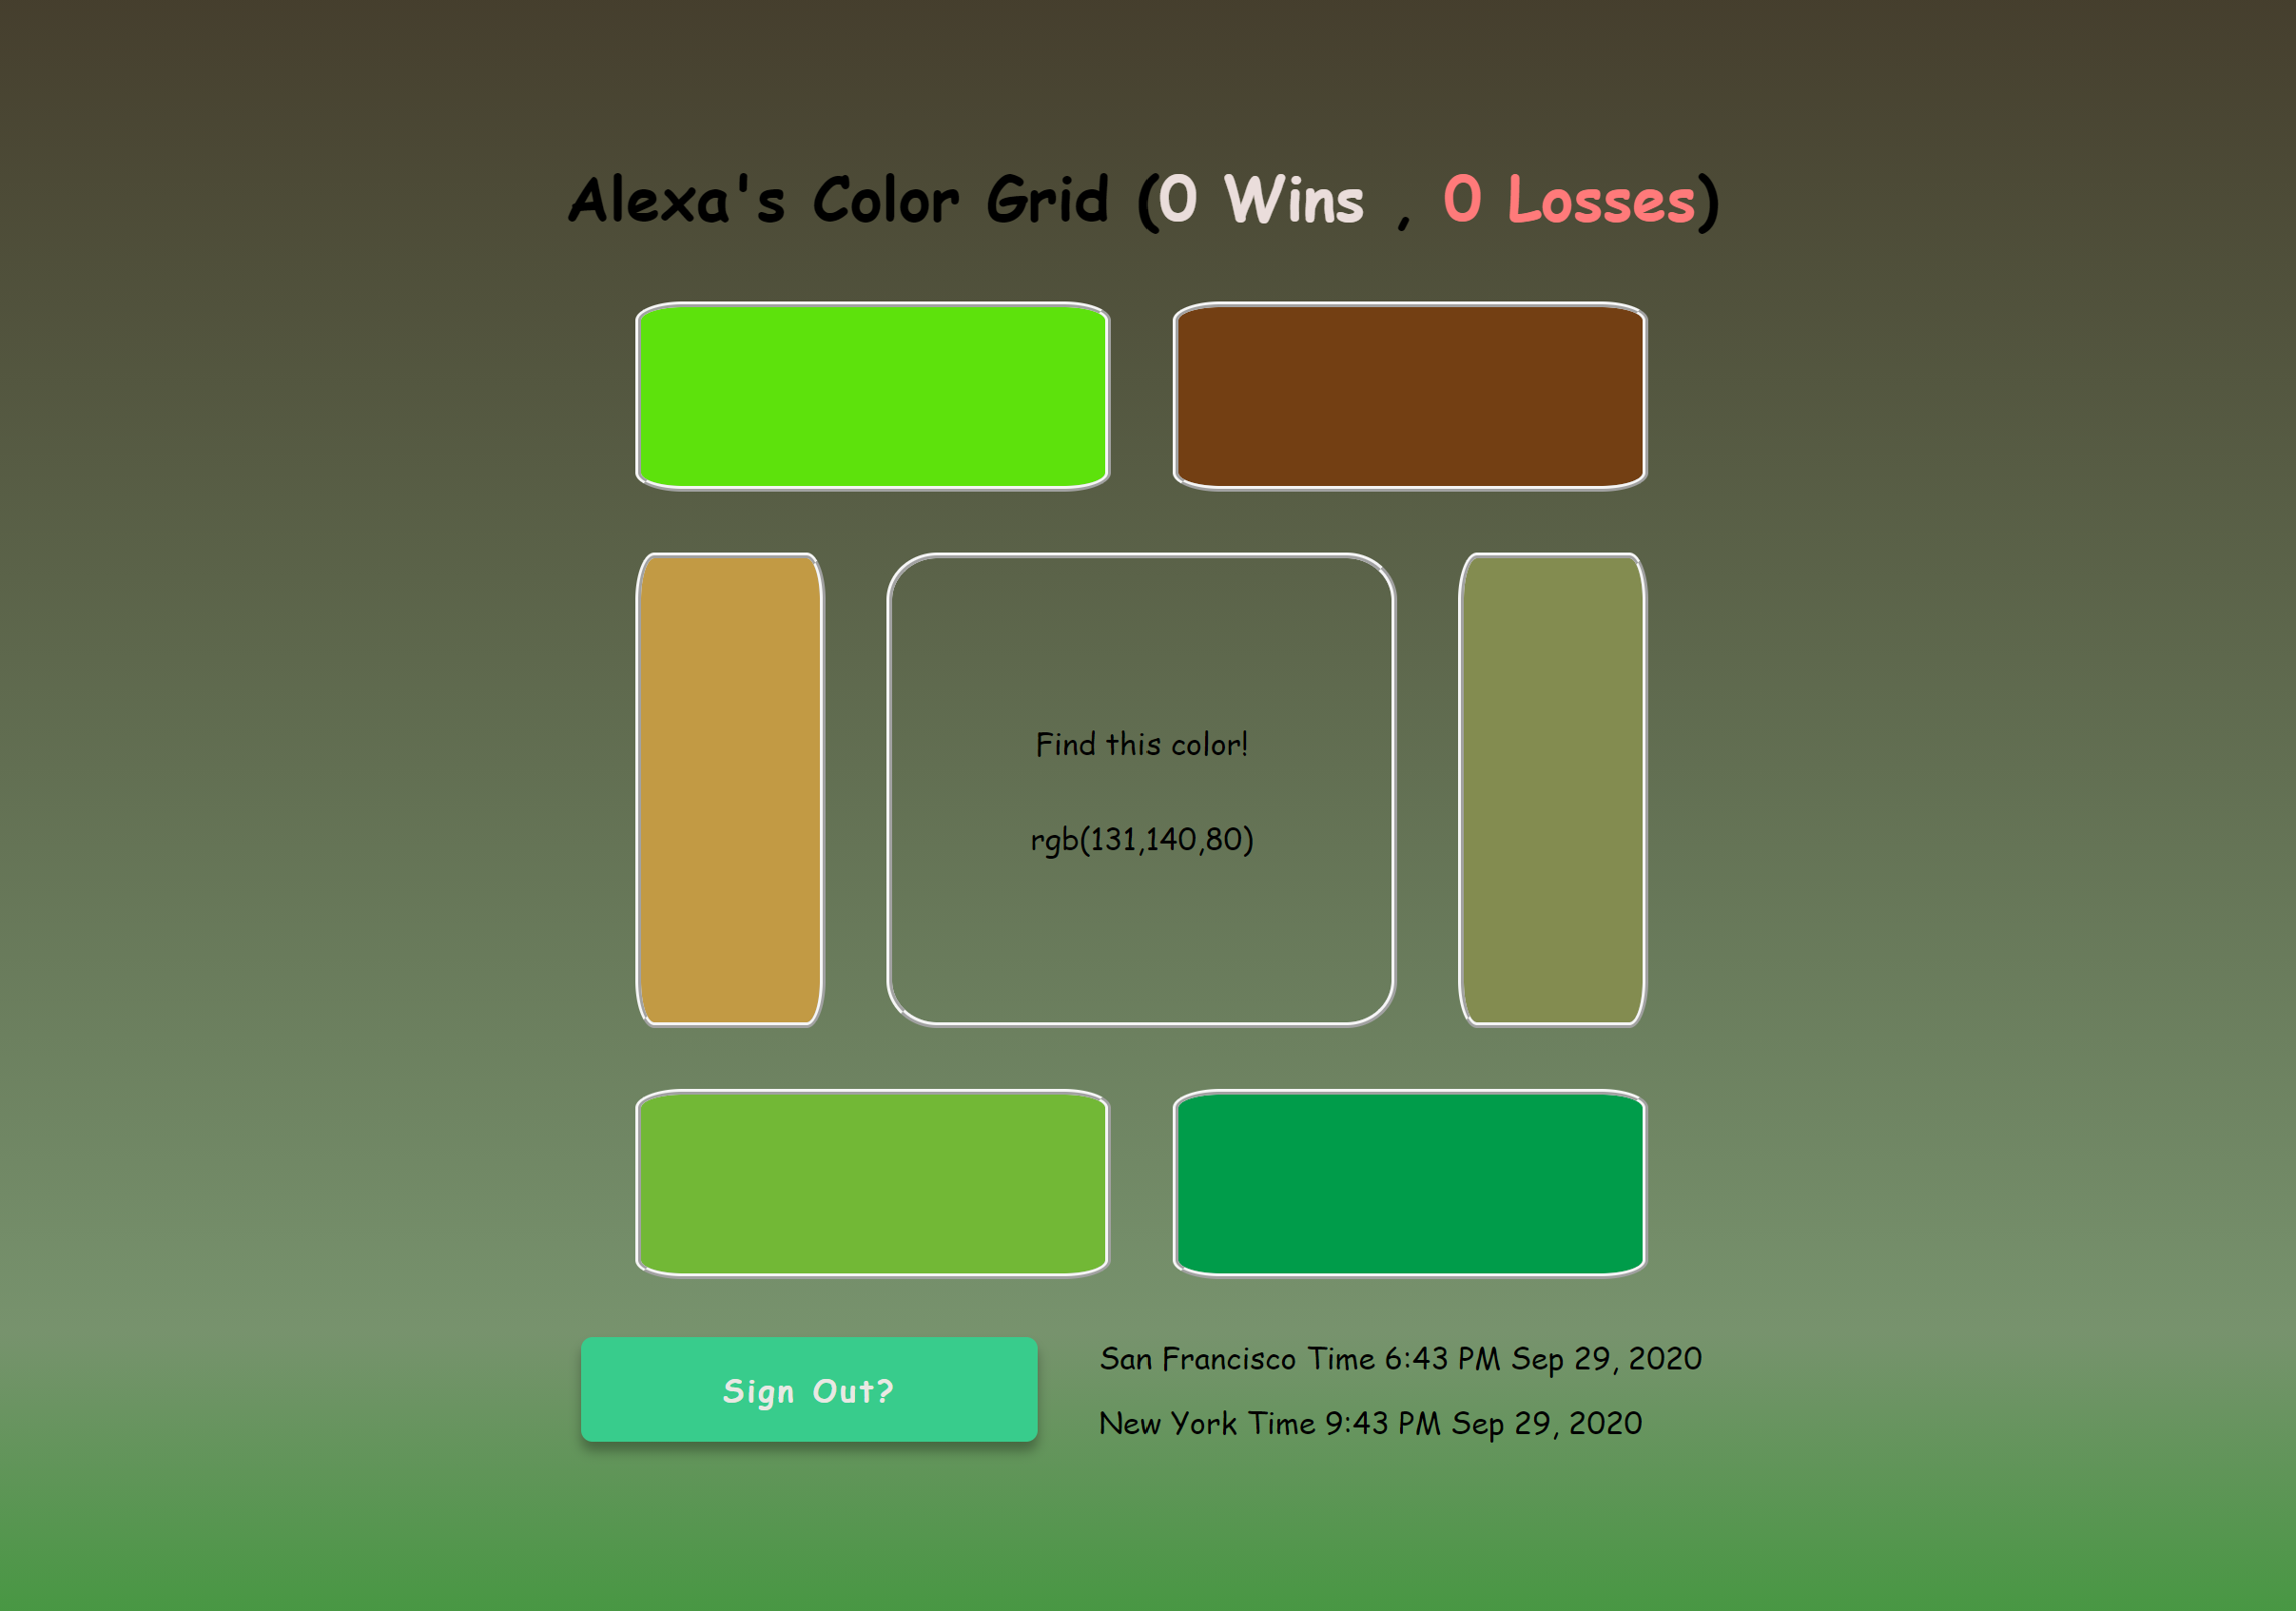 Alexa's Color Grid (0 Wins , 0 Losses)
Find this color!
rgb(131,140,80)
Sign Out?
San Francisco Time 6:43 PM Sep 29, 2020
New York Time 9:43 PM Sep 29, 2020